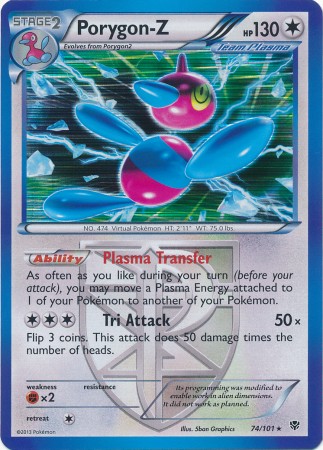 STAGE2
Porygon-Z
HP130
Evolves from Porygon2
Team Plasma
NO. 474 Virtual Pokémon HT: 2'11" WT: 75.0 lbs.
Ability Plasma Transfer
As often as you like during your turn (before your
attack), you may move a Plasma Energy attached to
1 of your Pokémon to another of your Pokémon.
Tri Attack 50×
Flip 3 coins. This attack does 50 damage times the
number of heads.
weakness resistance
×2
retreat
Its programming was modified to
enable work in alien dimensions.
It did not work as planned.
Illus. 5ban Graphics
74/101
©2013 Pokémon